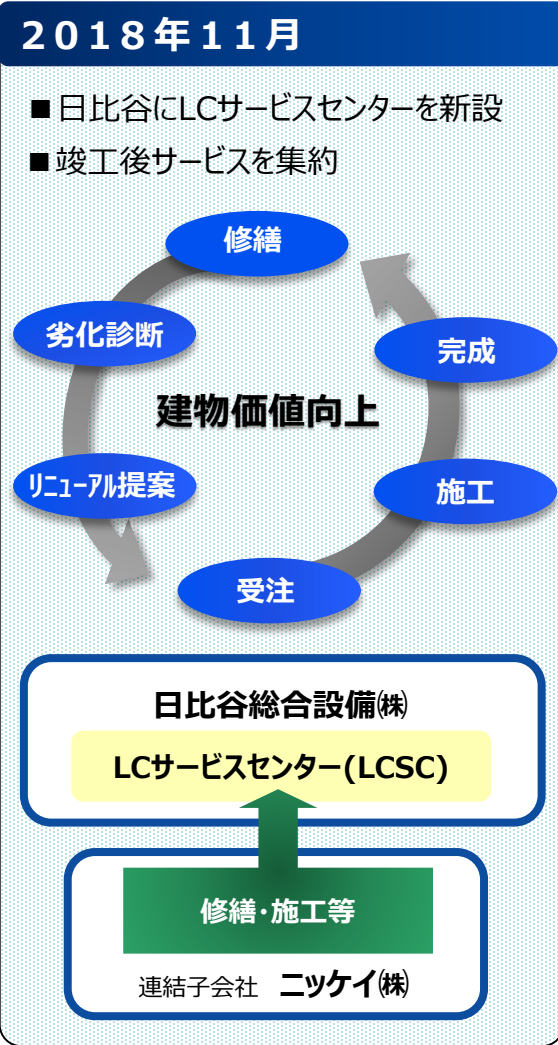 2018年11月
■日比谷にLCサービスセンターを新設
■竣工後サービスを集約
修繕
劣化診断
完成
建物価値向上
ﾘﾆｭｰｱﾙ提案
施工
受注
日比谷総合設備㈱
LCサービスセンター(LCSC)
修繕･施工等
連結子会社 ニッケイ㈱